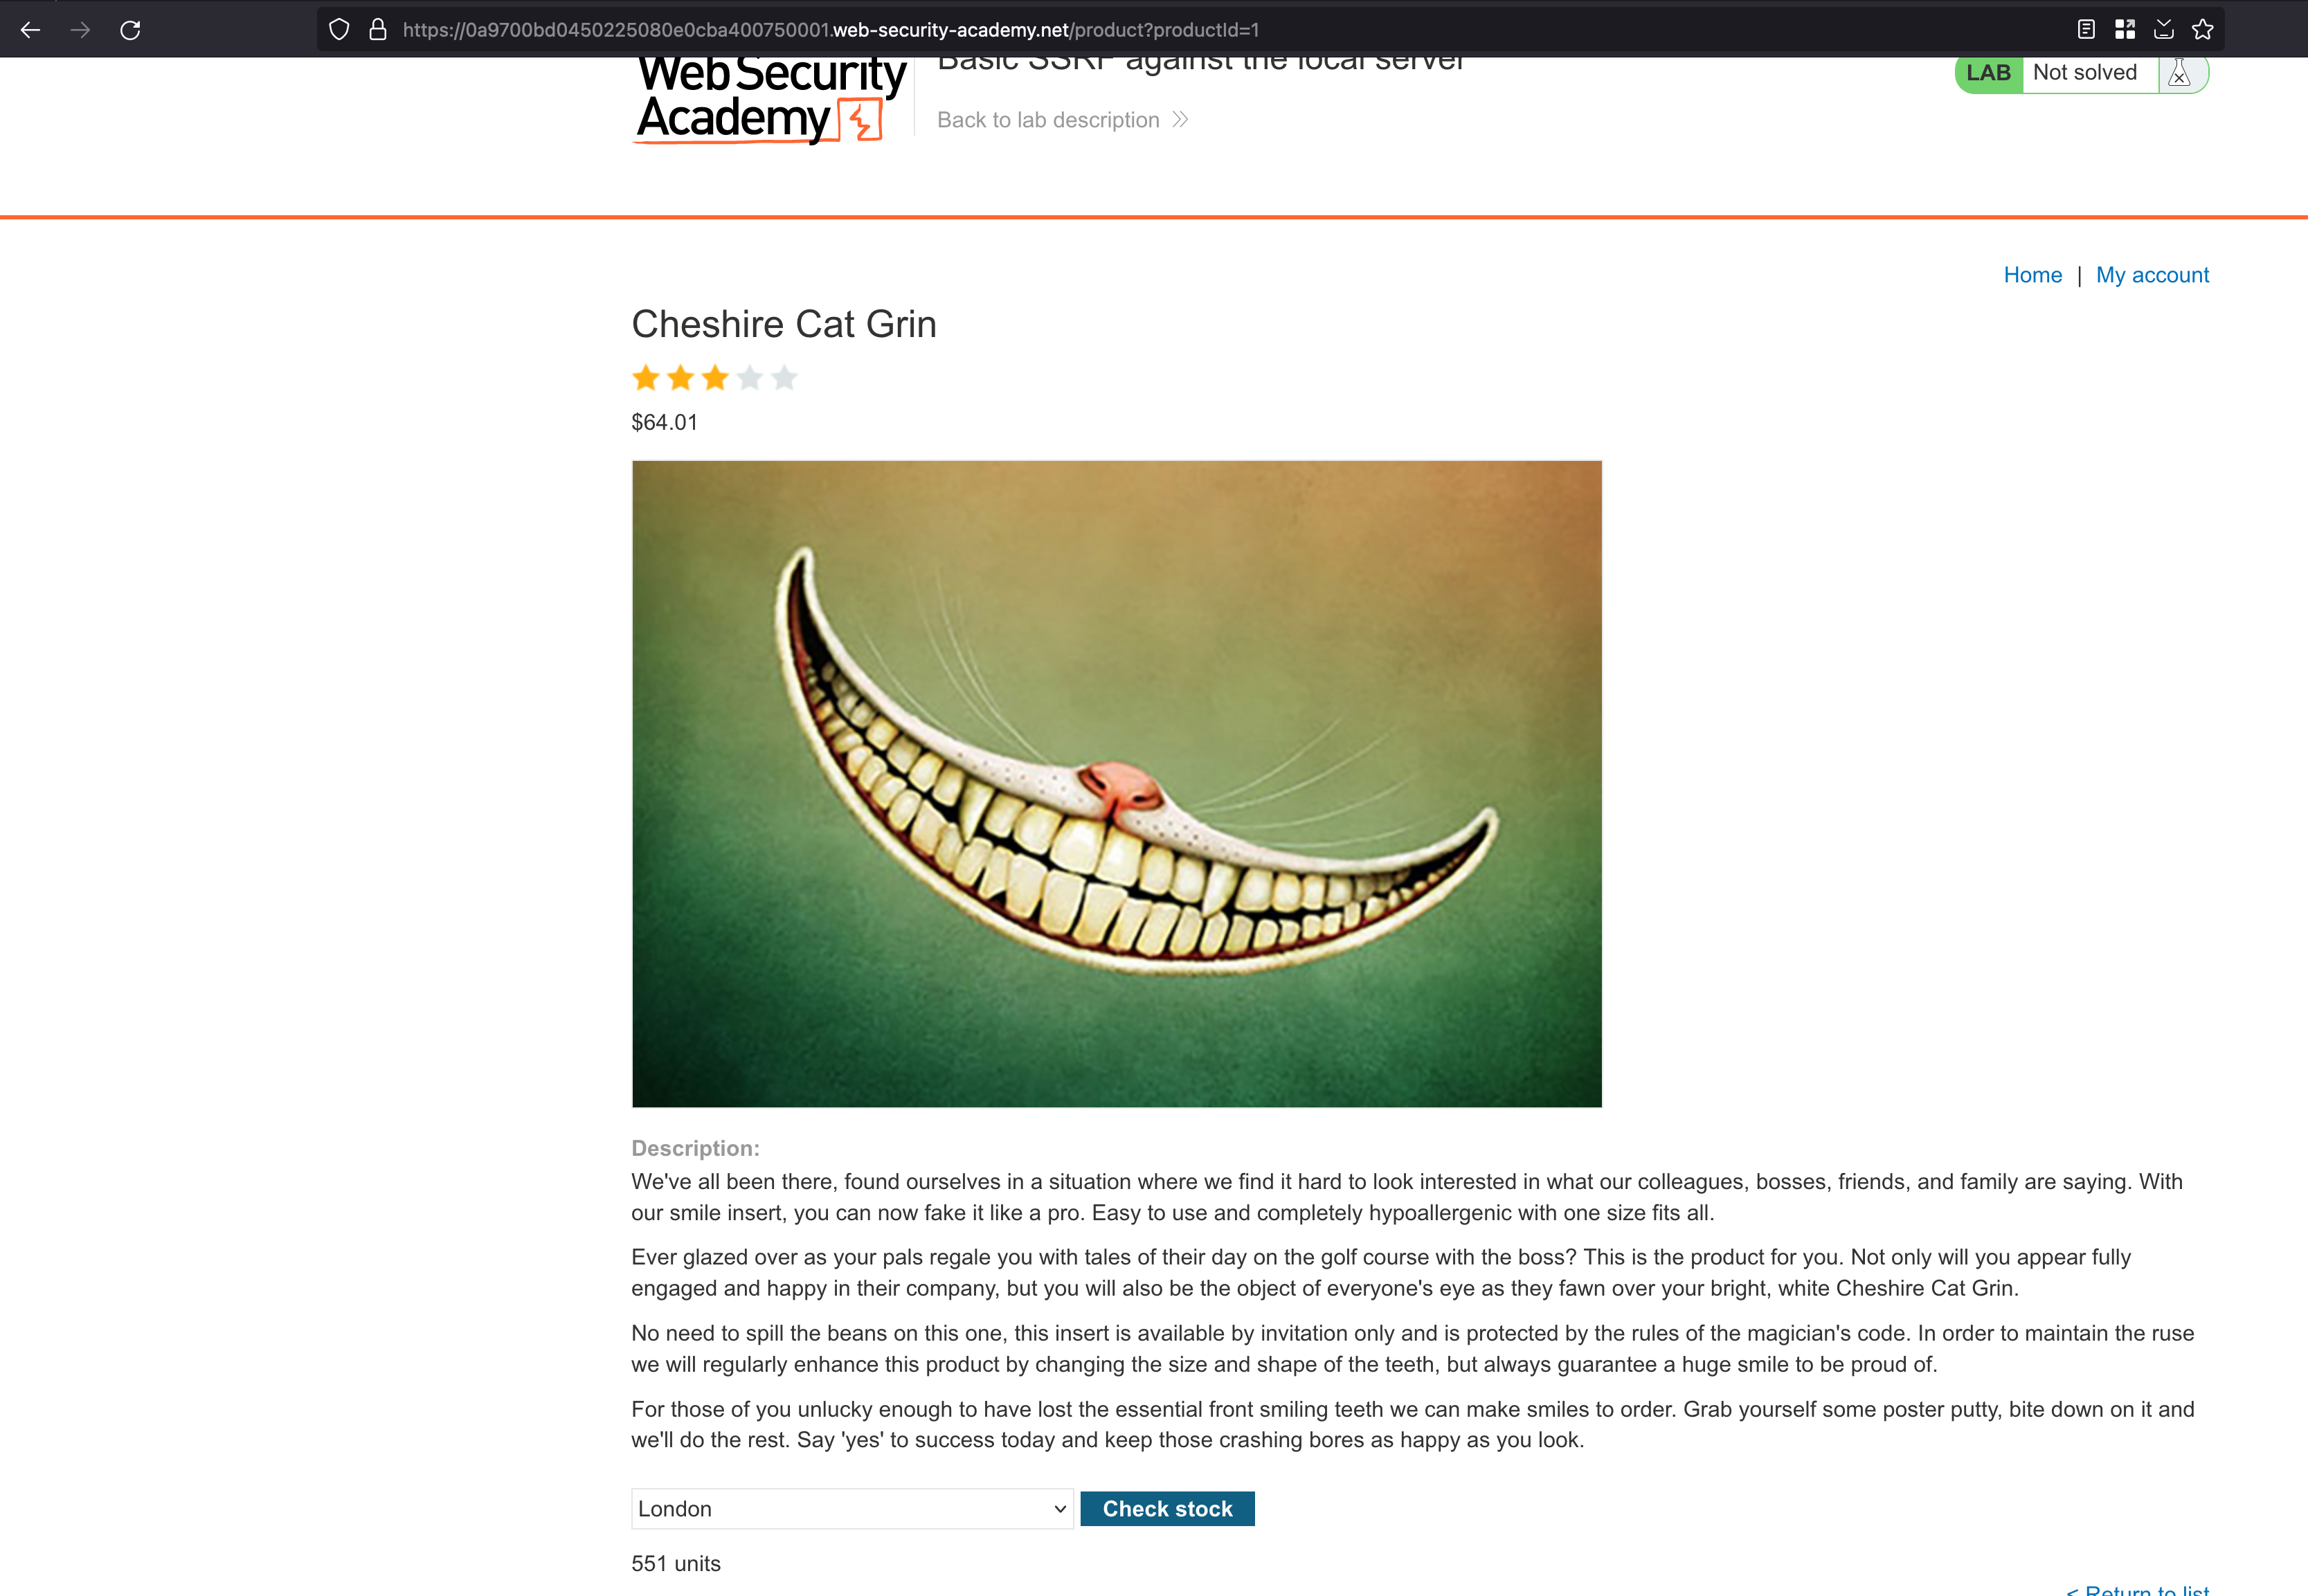 https://0a9700bd0450225080e0cba400750001.web-security-academy.net/product?productId=1
Web Security
Academy
Basic SSRF against the local server
Back to lab description
LAB Not solved
Home | My account
Cheshire Cat Grin
$64.01
Description:
We've all been there, found ourselves in a situation where we find it hard to look interested in what our colleagues, bosses, friends, and family are saying. With
our smile insert, you can now fake it like a pro. Easy to use and completely hypoallergenic with one size fits all.
Ever glazed over as your pals regale you with tales of their day on the golf course with the boss? This is the product for you. Not only will you appear fully
engaged and happy in their company, but you will also be the object of everyone's eye as they fawn over your bright, white Cheshire Cat Grin.
No need to spill the beans on this one, this insert is available by invitation only and is protected by the rules of the magician's code. In order to maintain the ruse
we will regularly enhance this product by changing the size and shape of the teeth, but always guarantee a huge smile to be proud of.
For those of you unlucky enough to have lost the essential front smiling teeth we can make smiles to order. Grab yourself some poster putty, bite down on it and
we'll do the rest. Say 'yes' to success today and keep those crashing bores as happy as you look.
London
Check stock
551 units
< Return to list